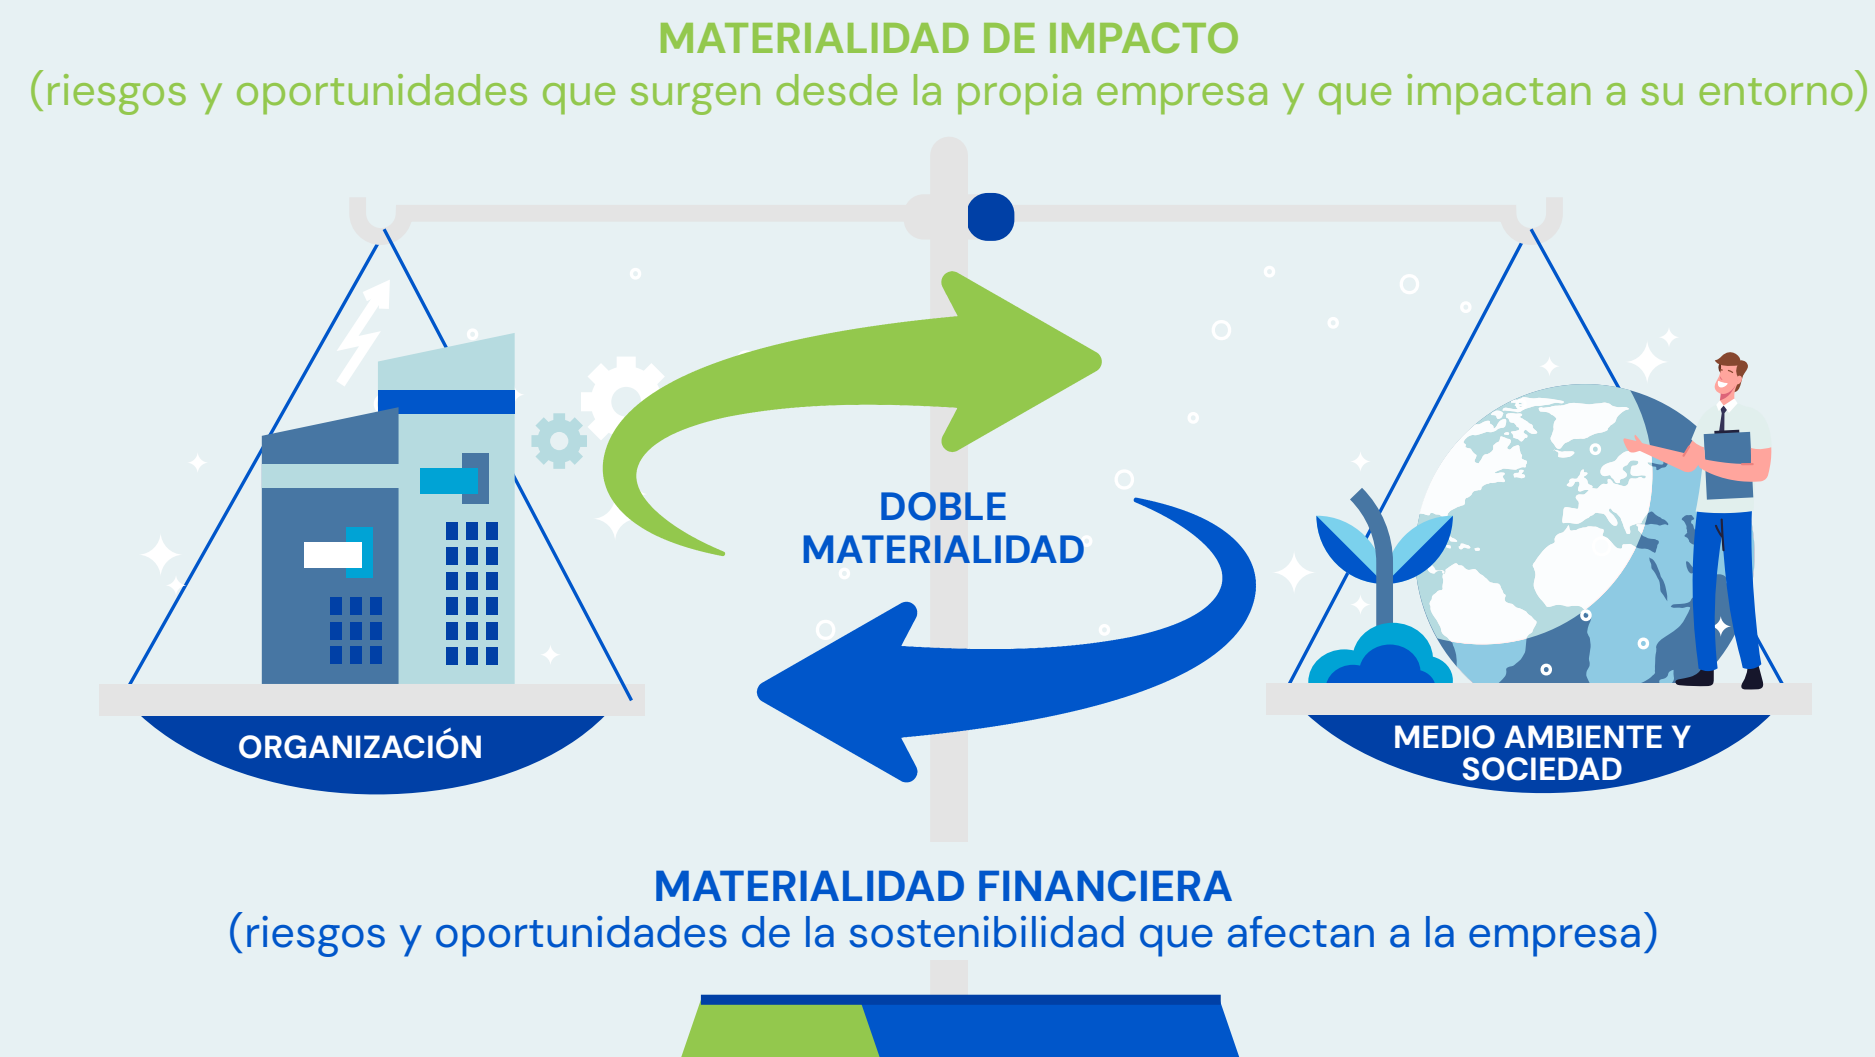 MATERIALIDAD DE IMPACTO
(riesgos y oportunidades que surgen desde la propia empresa y que impactan a su entorno)
DOBLE
MATERIALIDAD
ORGANIZACIÓN
MEDIO AMBIENTE Y
SOCIEDAD
MATERIALIDAD FINANCIERA
(riesgos y oportunidades de la sostenibilidad que afectan a la empresa)